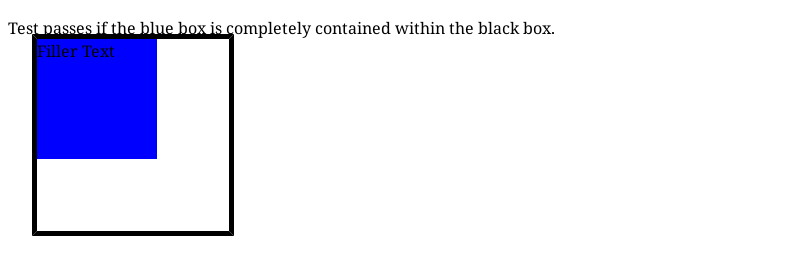 Test passes if the blue box is completely contained within the black box.
Filler Text